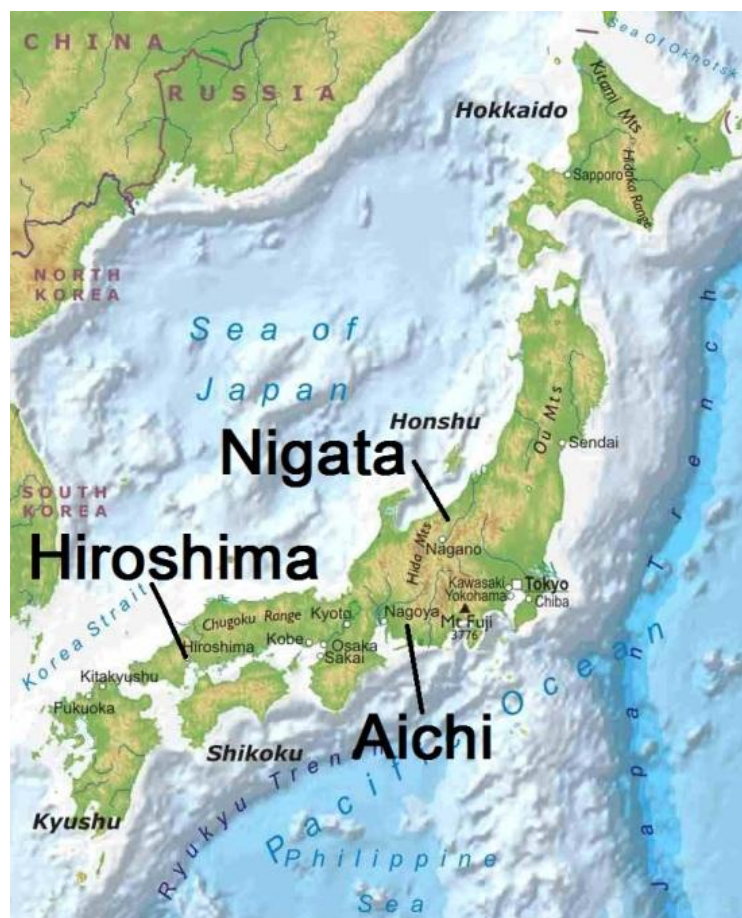 CHINA
RUSSIA
Sea Of Okhotsk
Hokkaido
Kitami Mts
Hidaka Range
Sapporo
NORTH
KOREA
Sea of
Japan
Honshu
Ou Mts
Sendai
Nigata
SOUTH
KOREA
Hiroshima
Hida Mts
Nagano
Kawasaki
Tokyo
Yokohama
Chiba
Korea Strait
Chugoku Range
Kyoto
Nagoya
Mt Fuji
3776
Hiroshima
Kobe
Osaka
Sakai
Kitakyushu
Fukuoka
Aichi
Shikoku
Kyushu
Ryukyu Tren
Pacific Ocean
Japan Trench
Philippine
Sea